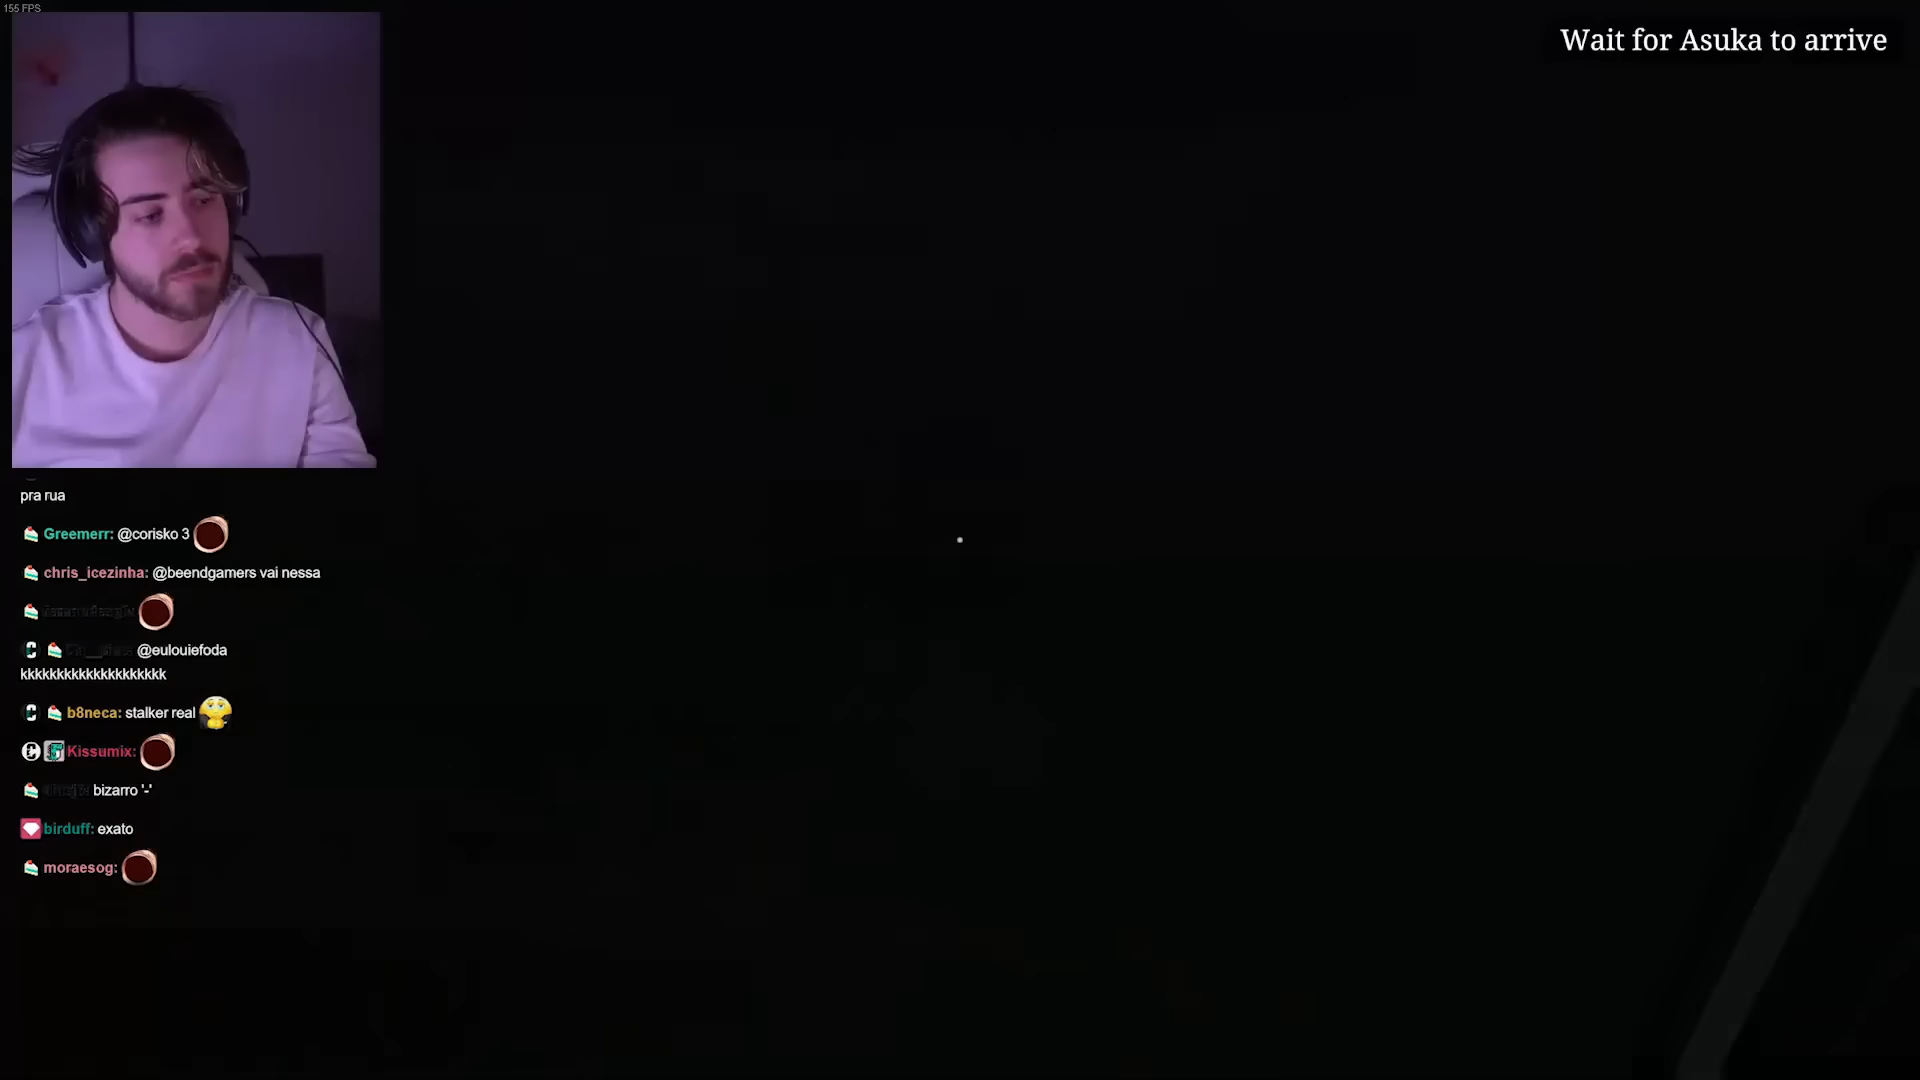 155 FPS
Wait for Asuka to arrive
pra rua
Greemerr: @corisko 3
chris_icezinha: @beendgamers vai nessa
@eulouiefoda
kkkkkkkkkkkkkkkkkkkk
b8neca: stalker real
Kissumix:
bizarro '-'
birduff: exato
moraesog: